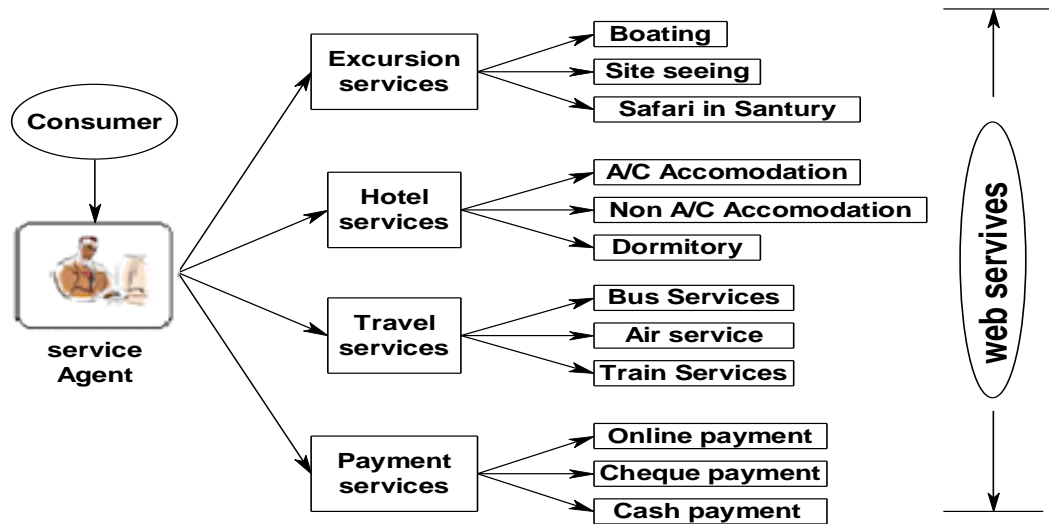 Consumer
service
Agent
Excursion
services
Boating
Site seeing
Safari in Santury
Hotel
services
A/C Accomodation
Non A/C Accomodation
Dormitory
Travel
services
Bus Services
Air service
Train Services
Payment
services
Online payment
Cheque payment
Cash payment
web servives